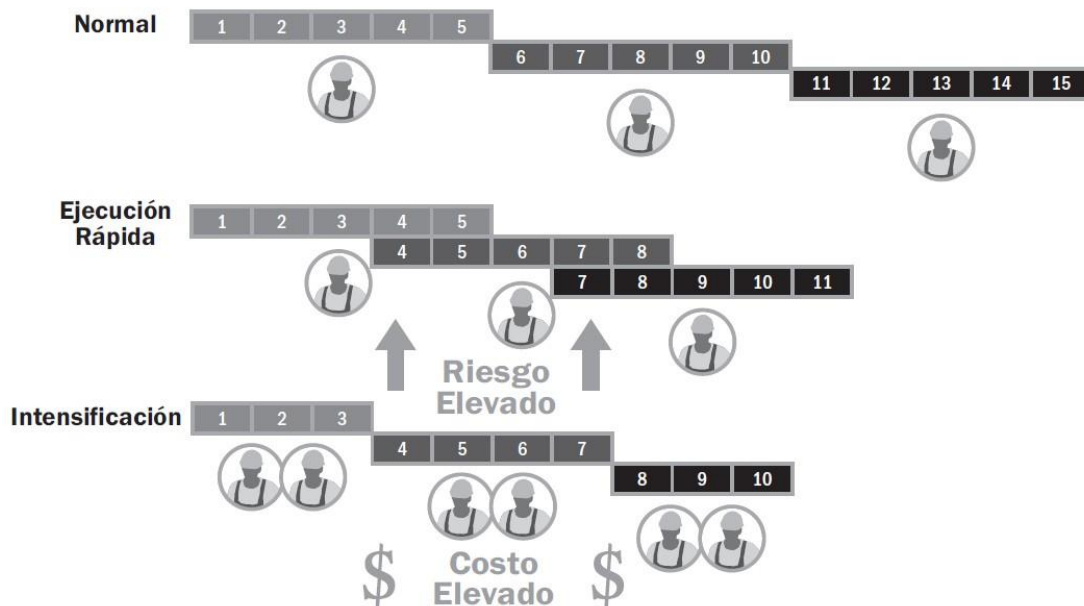 Normal
1 2 3 4 5
6 7 8 9 10
11 12 13 14 15
Ejecución
Rápida
1 2 3 4 5
4 5 6 7 8
7 8 9 10 11
Riesgo
Elevado
Intensificación
1 2 3
4 5 6 7
8 9 10
$ Costo $
Elevado